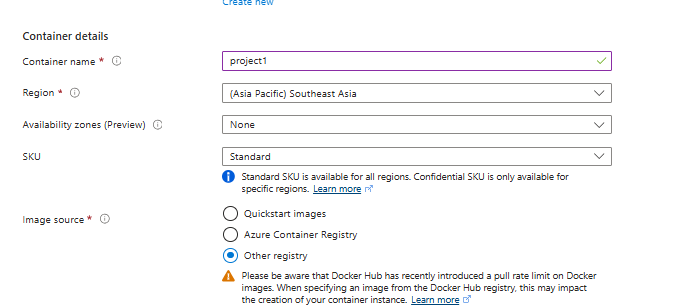 Create new
Container details
Container name *
project1
Region *
(Asia Pacific) Southeast Asia
Availability zones (Preview)
None
SKU
Standard
Standard SKU is available for all regions. Confidential SKU is only available for
specific regions. Learn more
Image source *
Quickstart images
Azure Container Registry
Other registry
Please be aware that Docker Hub has recently introduced a pull rate limit on Docker
images. When specifying an image from the Docker Hub registry, this may impact
the creation of your container instance. Learn more